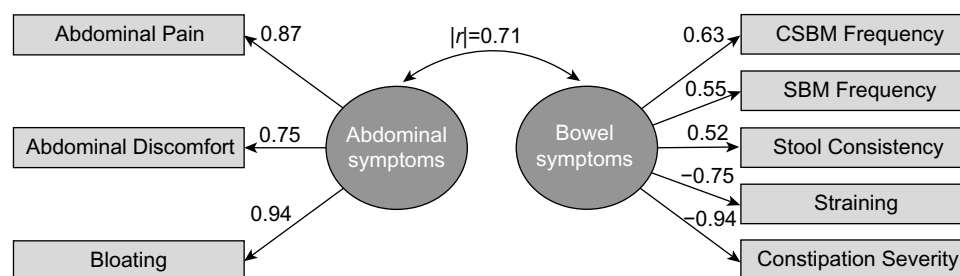 Abdominal Pain
0.87
|r|=0.71
0.63
CSBM Frequency
0.55
SBM Frequency
Abdominal Discomfort
0.75
Abdominal
symptoms
Bowel
symptoms
0.52
Stool Consistency
−0.75
Straining
0.94
Bloating
−0.94
Constipation Severity